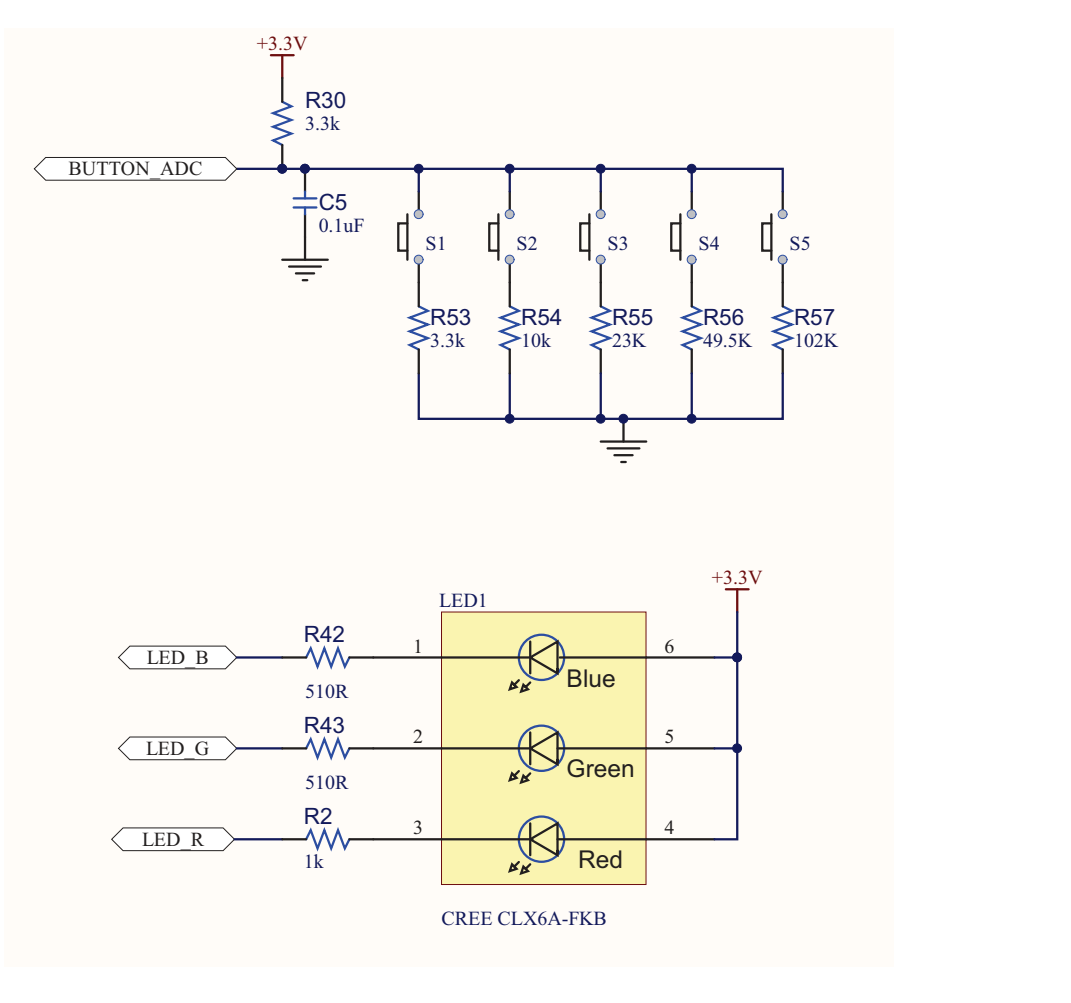 +3.3V
R30
3.3k
BUTTON_ADC
C5
0.1uF
S1
S2
S3
S4
S5
R53
3.3k
R54
10k
R55
23K
R56
49.5K
R57
102K
+3.3V
LED1
R42
LED_B
510R
1
6
Blue
R43
LED_G
510R
2
5
Green
R2
LED_R
1k
3
4
Red
CREE CLX6A-FKB